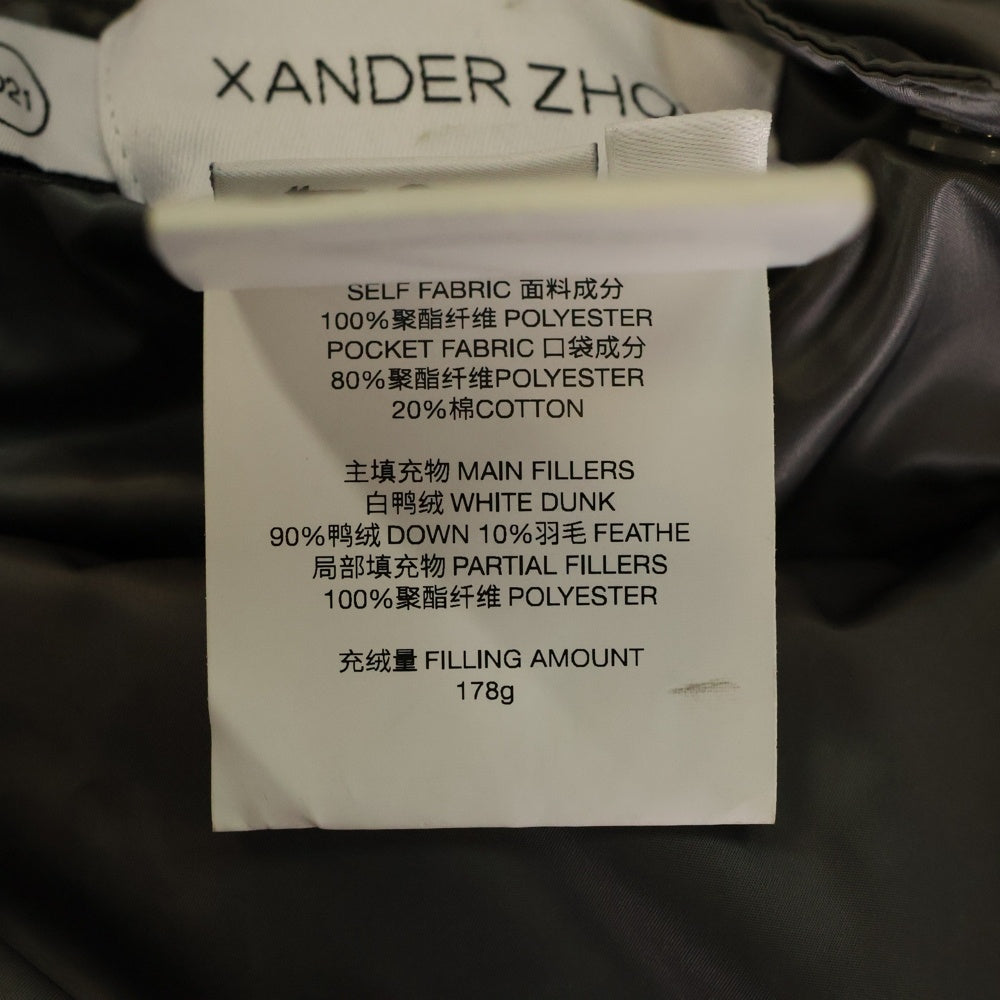 XANDER ZHO
021
SELF FABRIC 面料成分
100%聚酯纤维 POLYESTER
POCKET FABRIC 口袋成分
80%聚酯纤维POLYESTER
20%棉COTTON
主填充物 MAIN FILLERS
白鸭绒 WHITE DUNK
90%鸭绒 DOWN 10%羽毛 FEATHE
局部填充物 PARTIAL FILLERS
100%聚酯纤维 POLYESTER
充绒量 FILLING AMOUNT
178g